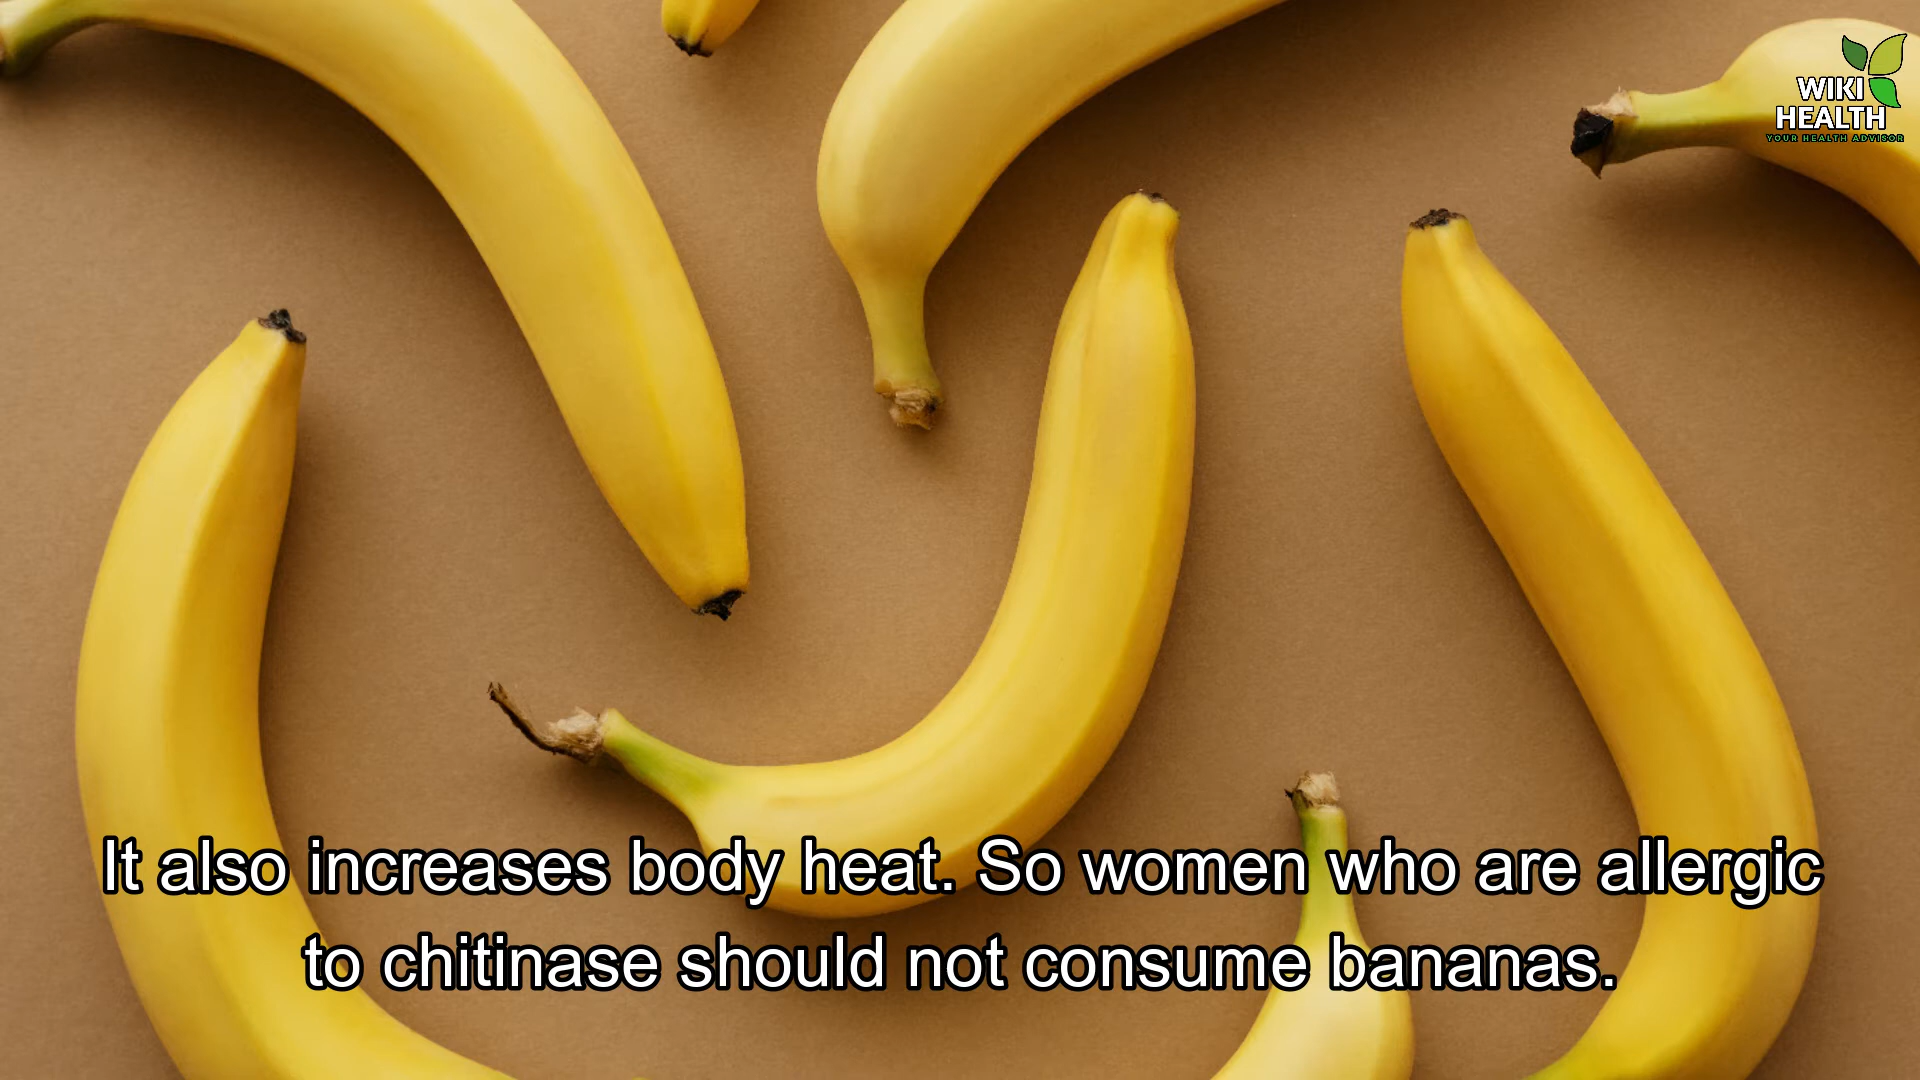 WIKI
HEALTH
YOUR HEALTH ADVISOR
It also increases body heat. So women who are allergic
to chitinase should not consume bananas.